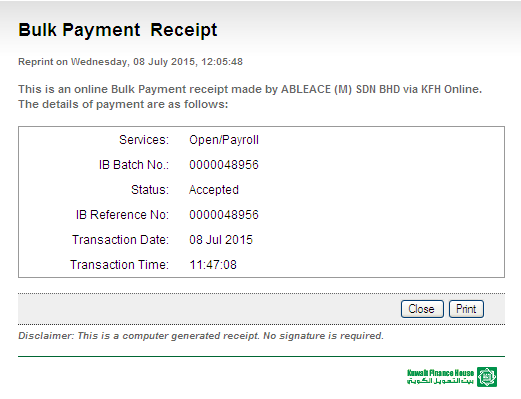 Bulk Payment Receipt
Reprint on Wednesday, 08 July 2015, 12:05:48
This is an online Bulk Payment receipt made by ABLEACE (M) SDN BHD via KFH Online.
The details of payment are as follows:
Services: Open/Payroll
IB Batch No.: 0000048956
Status: Accepted
IB Reference No: 0000048956
Transaction Date: 08 Jul 2015
Transaction Time: 11:47:08
Close Print
Disclaimer: This is a computer generated receipt. No signature is required.
Kuwait Finance House
بيت التمويل الكويتي